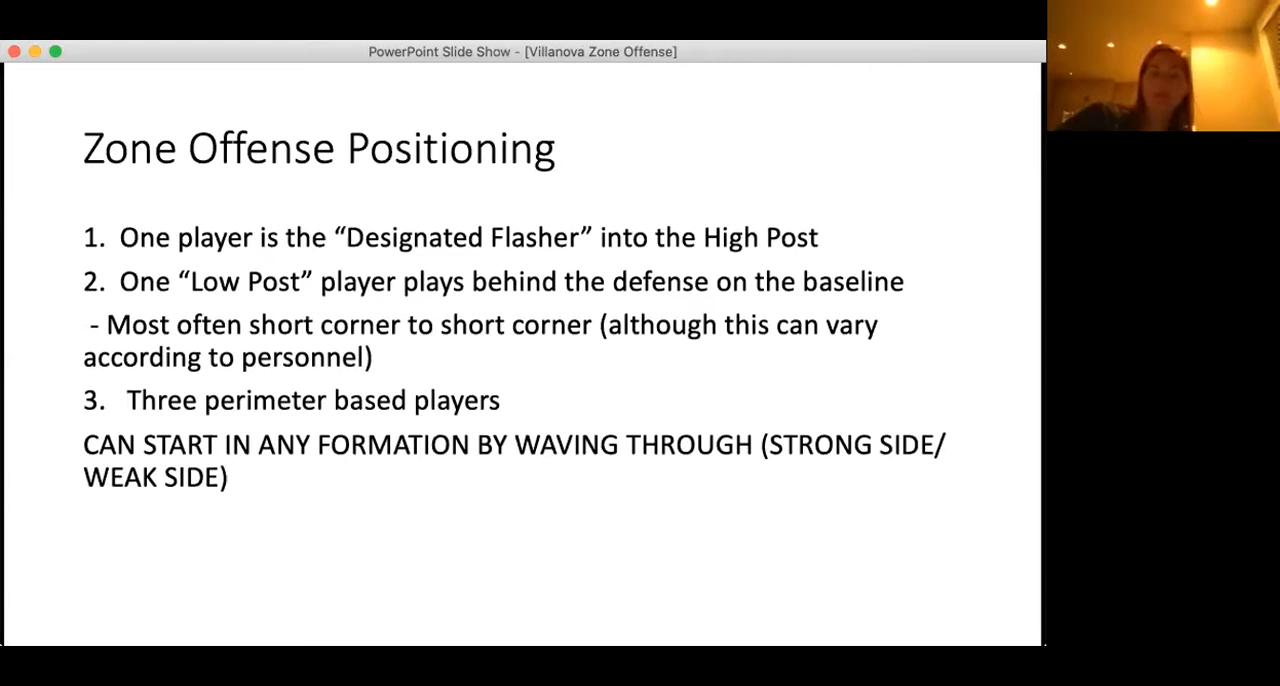 PowerPoint Slide Show - [Villanova Zone Offense]
Zone Offense Positioning
1. One player is the “Designated Flasher” into the High Post
2. One “Low Post” player plays behind the defense on the baseline
- Most often short corner to short corner (although this can vary
according to personnel)
3. Three perimeter based players
CAN START IN ANY FORMATION BY WAVING THROUGH (STRONG SIDE/
WEAK SIDE)